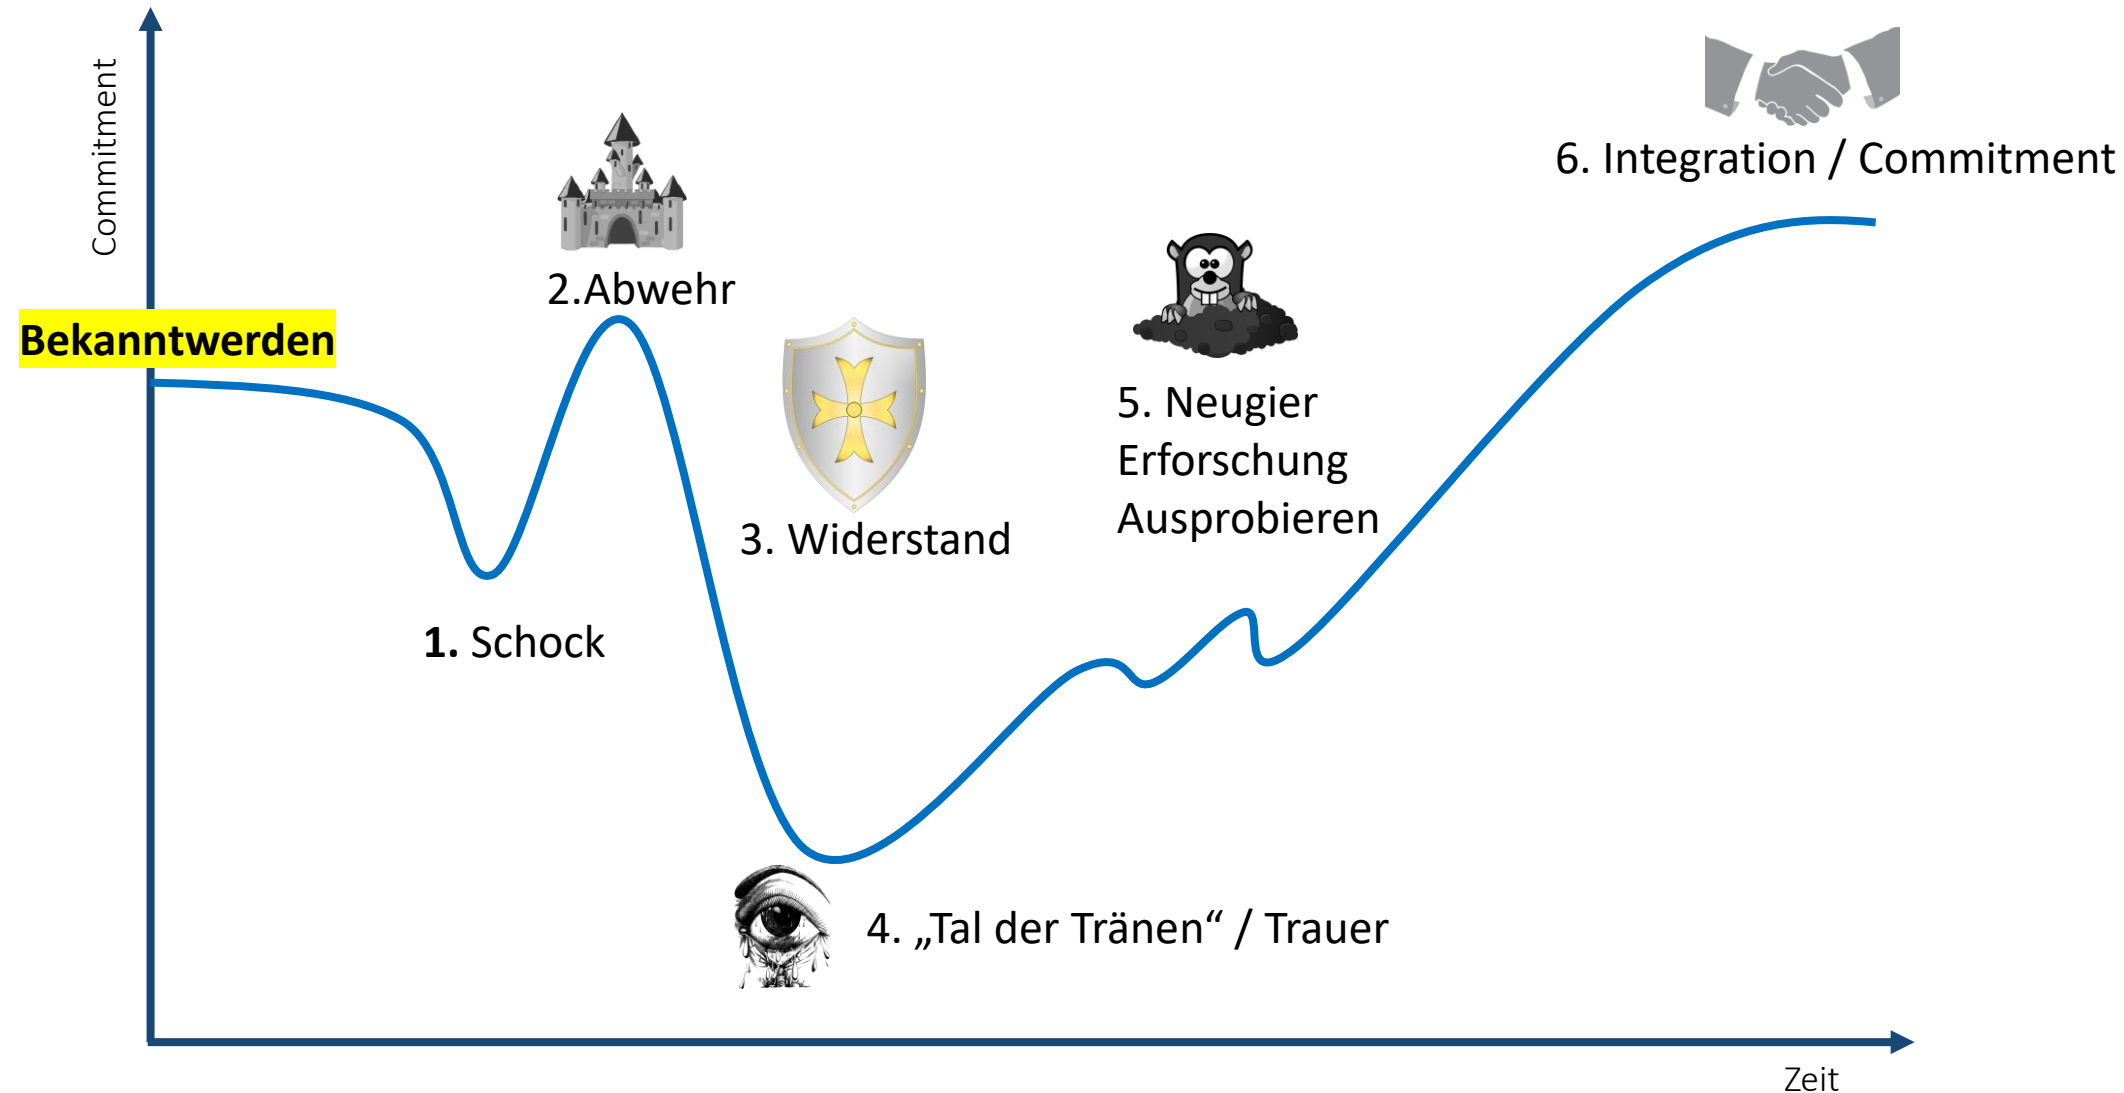 Commitment
6. Integration / Commitment
2.Abwehr
Bekanntwerden
5. Neugier
Erforschung
Ausprobieren
3. Widerstand
1. Schock
4. „Tal der Tränen“ / Trauer
Zeit